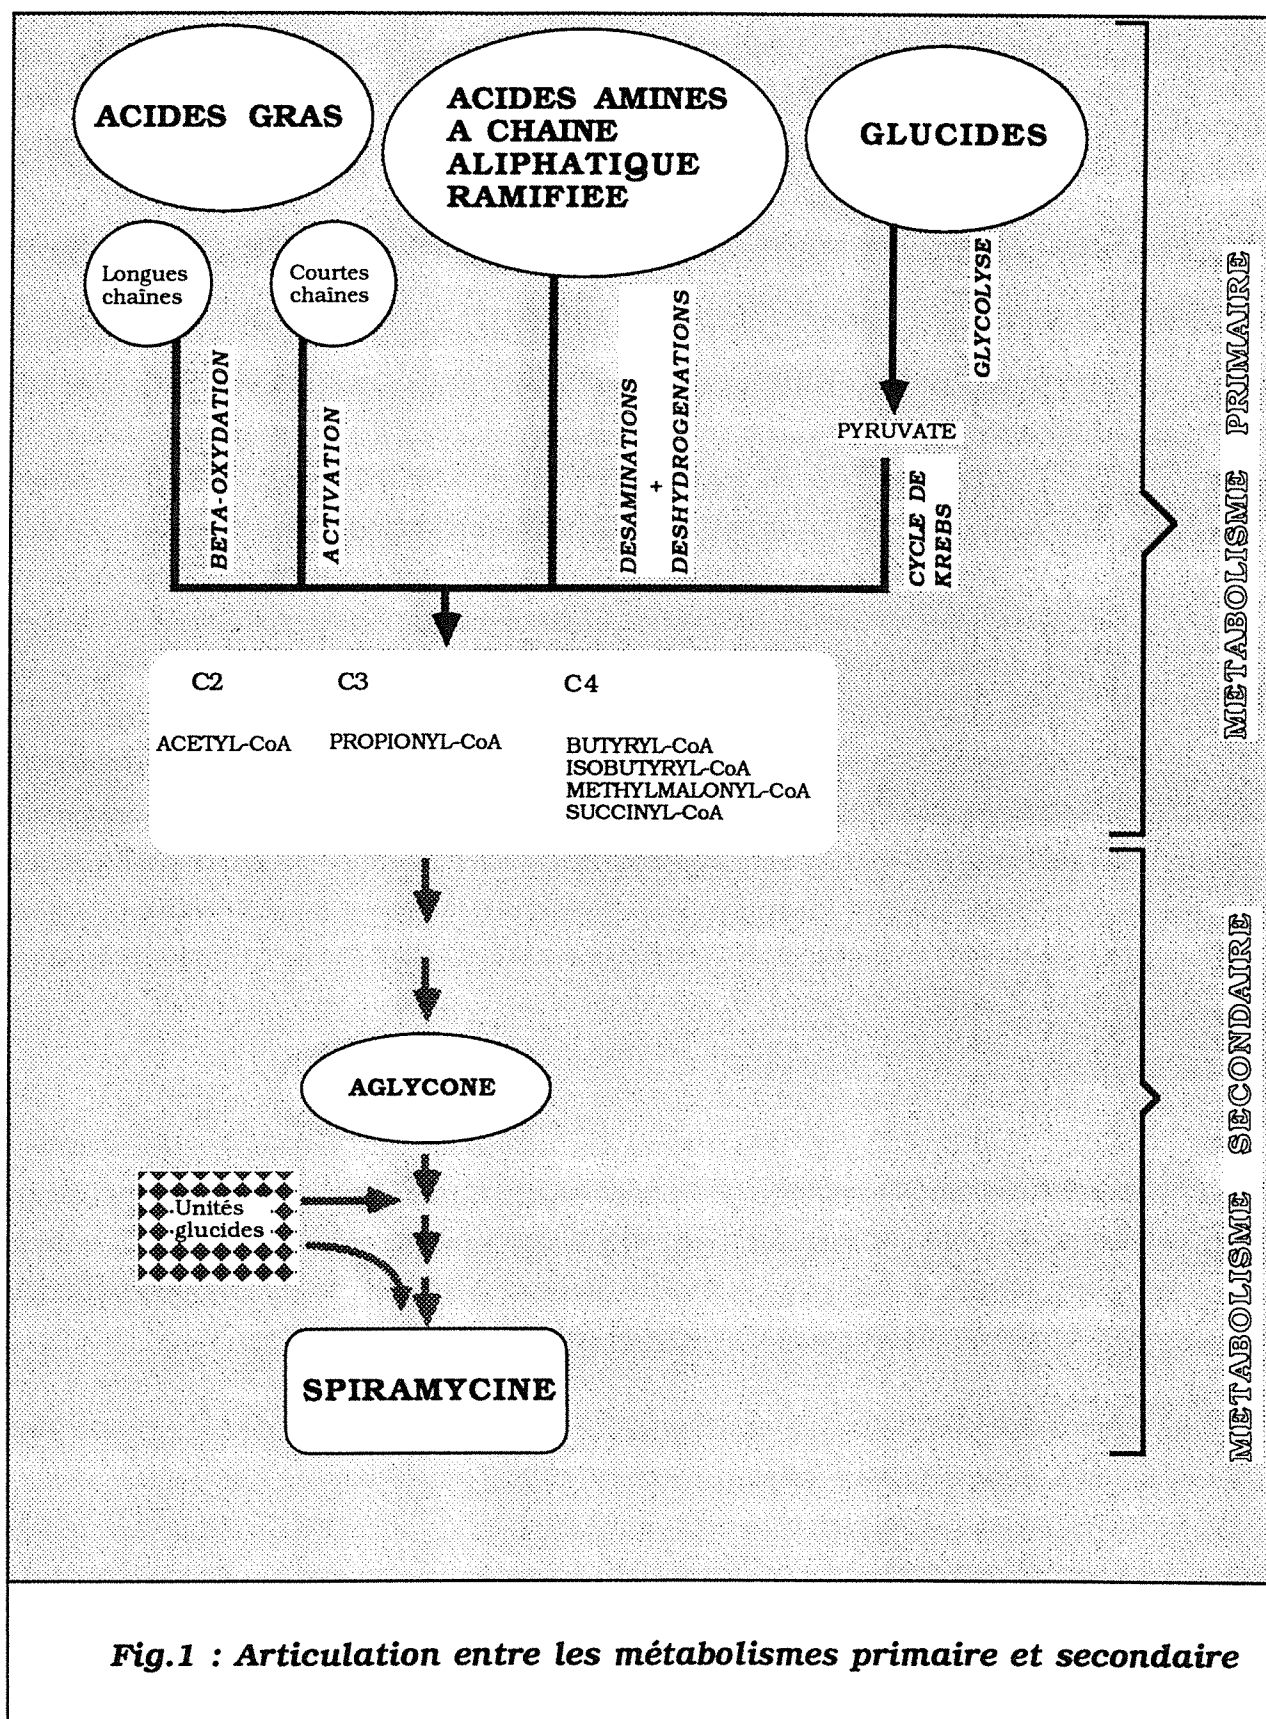 ACIDES GRAS
ACIDES AMINES
A CHAINE
ALIPHATIQUE
RAMIFIEE
GLUCIDES
Longues
chaînes
Courtes
chaînes
BETA-OXYDATION
ACTIVATION
DESAMINATIONS
+
DESHYDROGENATIONS
GLYCOLYSE
PYRUVATE
CYCLE DE
KREBS
METABOLISME PRIMAIRE
C2
C3
C4
ACETYL-CoA
PROPIONYL-CoA
BUTYRYL-CoA
ISOBUTYRYL-CoA
METHYLMALONYL-CoA
SUCCINYL-CoA
AGLYCONE
Unités
glucides
SPIRAMYCINE
METABOLISME SECONDAIRE
Fig.1 : Articulation entre les métabolismes primaire et secondaire